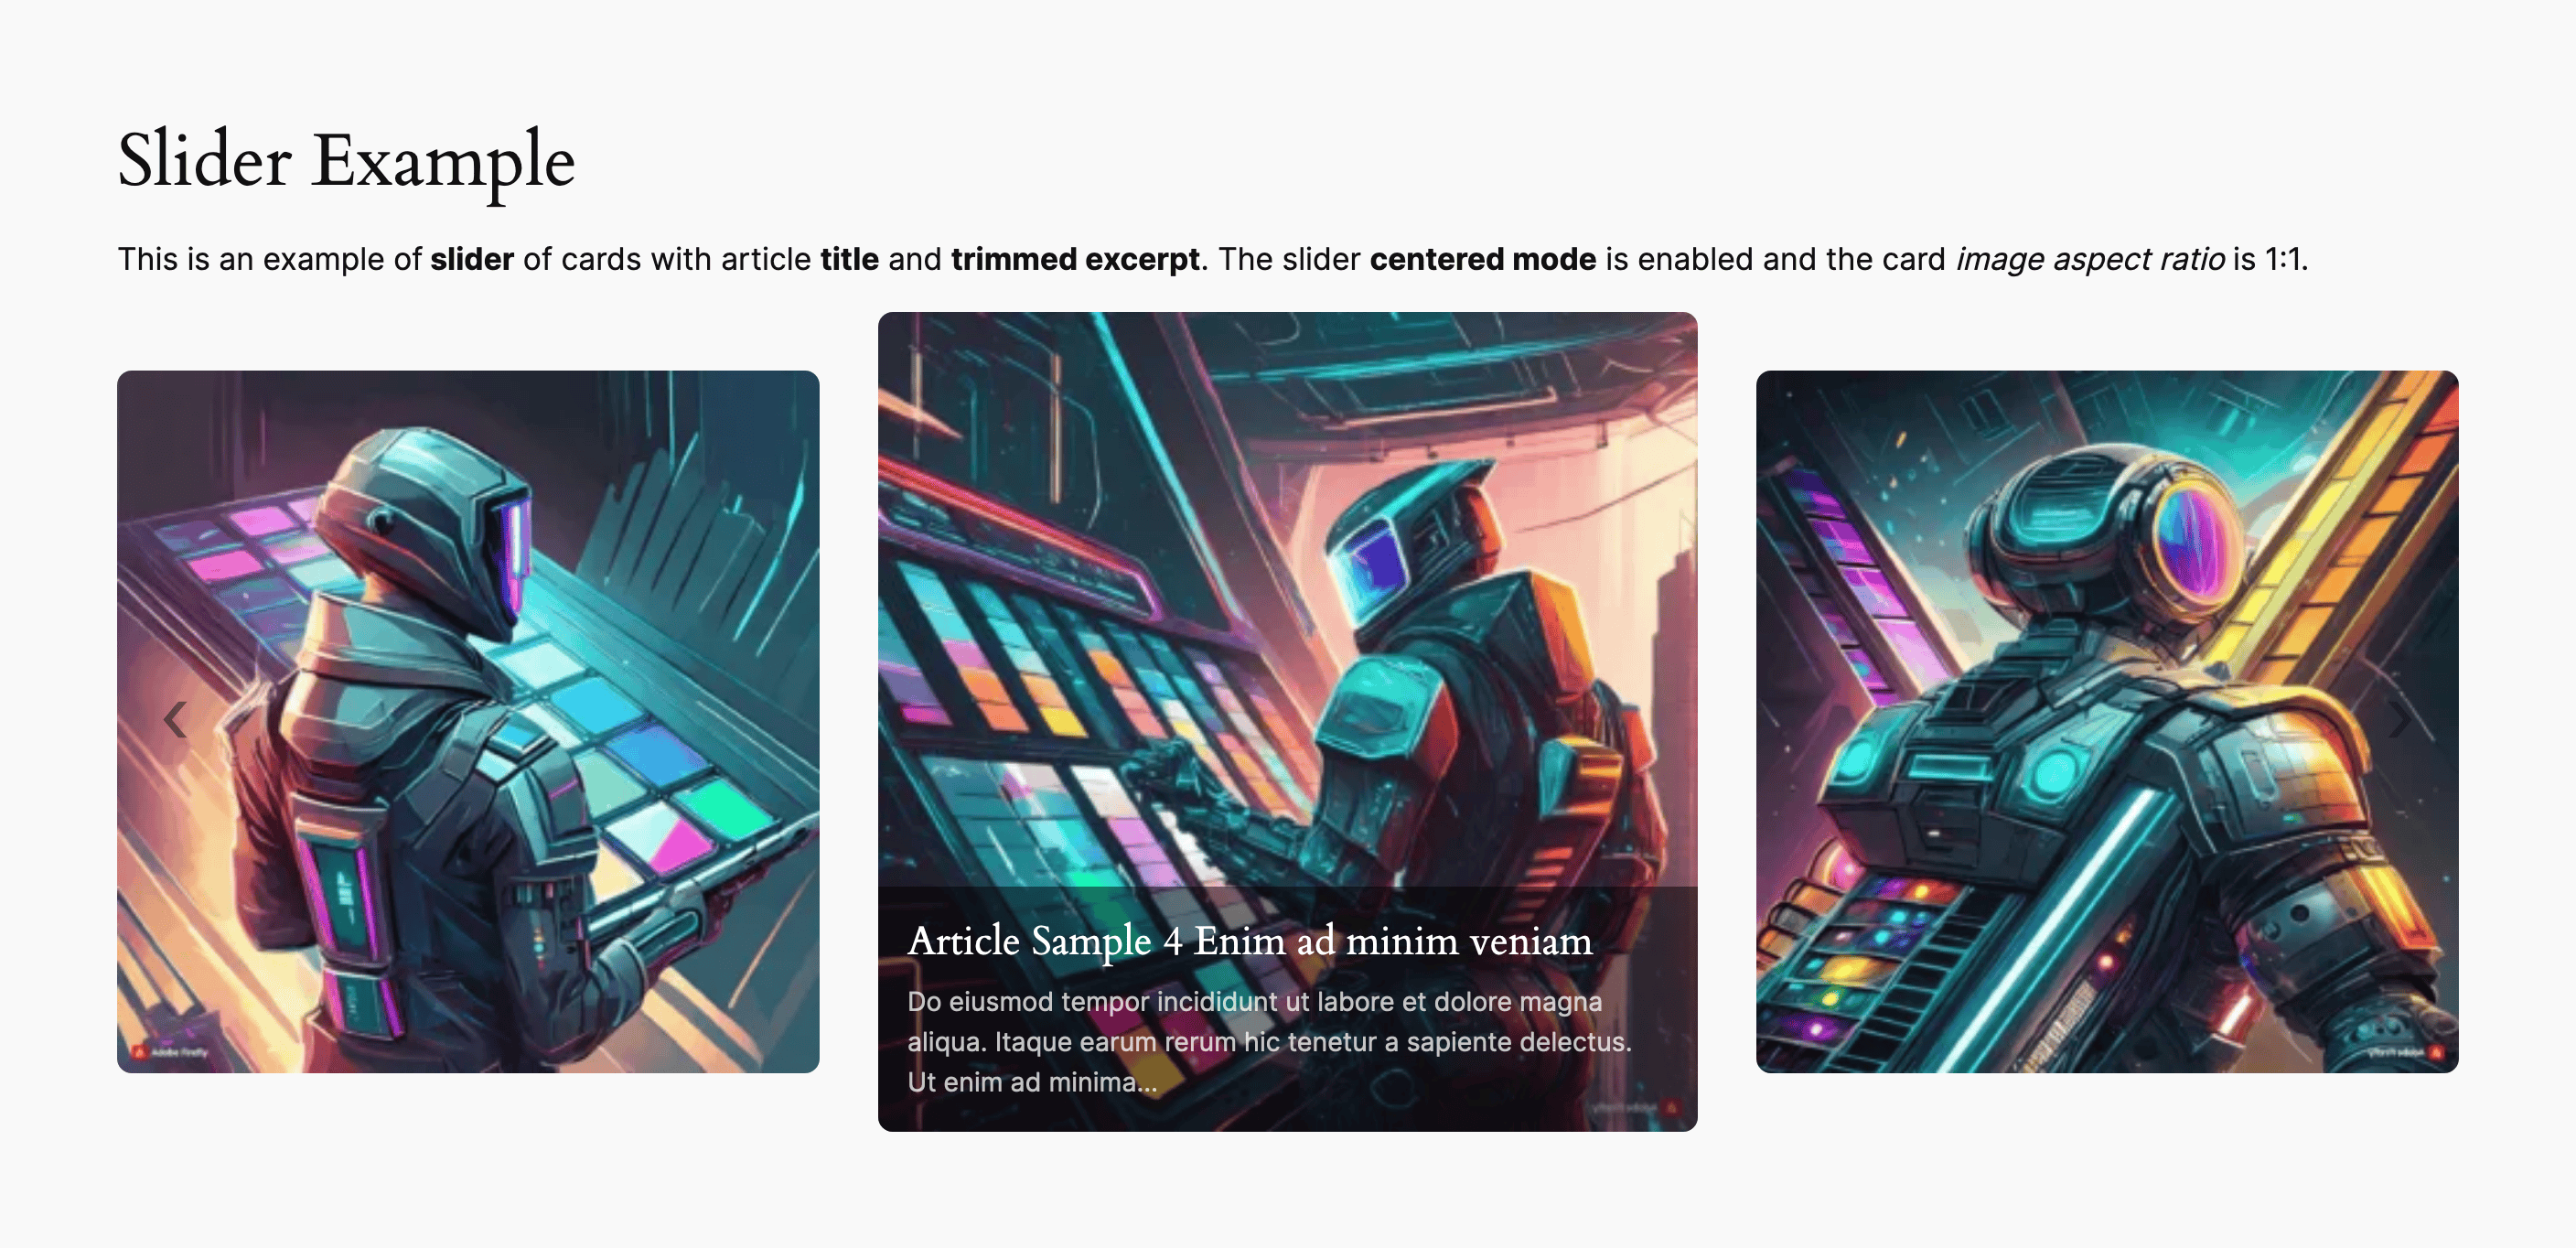 Slider Example
This is an example of slider of cards with article title and trimmed excerpt. The slider centered mode is enabled and the card image aspect ratio is 1:1.
Article Sample 4 Enim ad minim veniam
Do eiusmod tempor incididunt ut labore et dolore magna
aliqua. Itaque earum rerum hic tenetur a sapiente delectus.
Ut enim ad minima...
Adobe Firefly